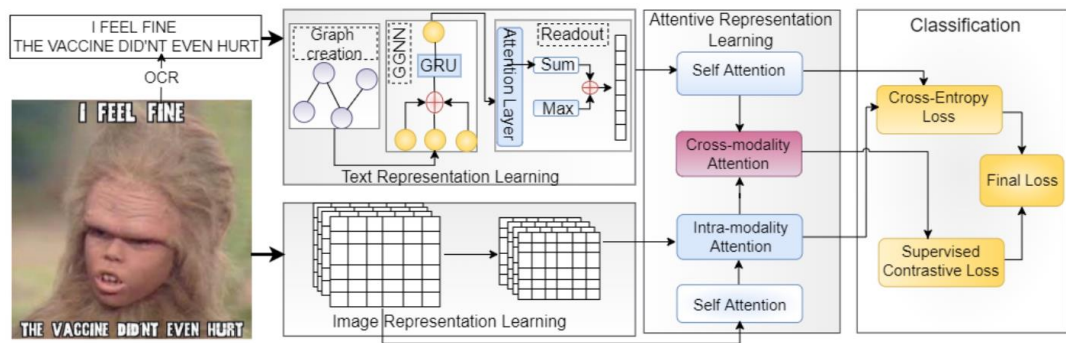 I FEEL FINE
THE VACCINE DID'NT EVEN HURT
OCR
I FEEL FINE
THE VACCINE DID'NT EVEN HURT
Graph
creation
GGNN
GRU
Attention Layer
Readout
Sum
Max
Text Representation Learning
Image Representation Learning
Attentive Representation
Learning
Self Attention
Cross-modality
Attention
Intra-modality
Attention
Self Attention
Classification
Cross-Entropy
Loss
Final Loss
Supervised
Contrastive Loss